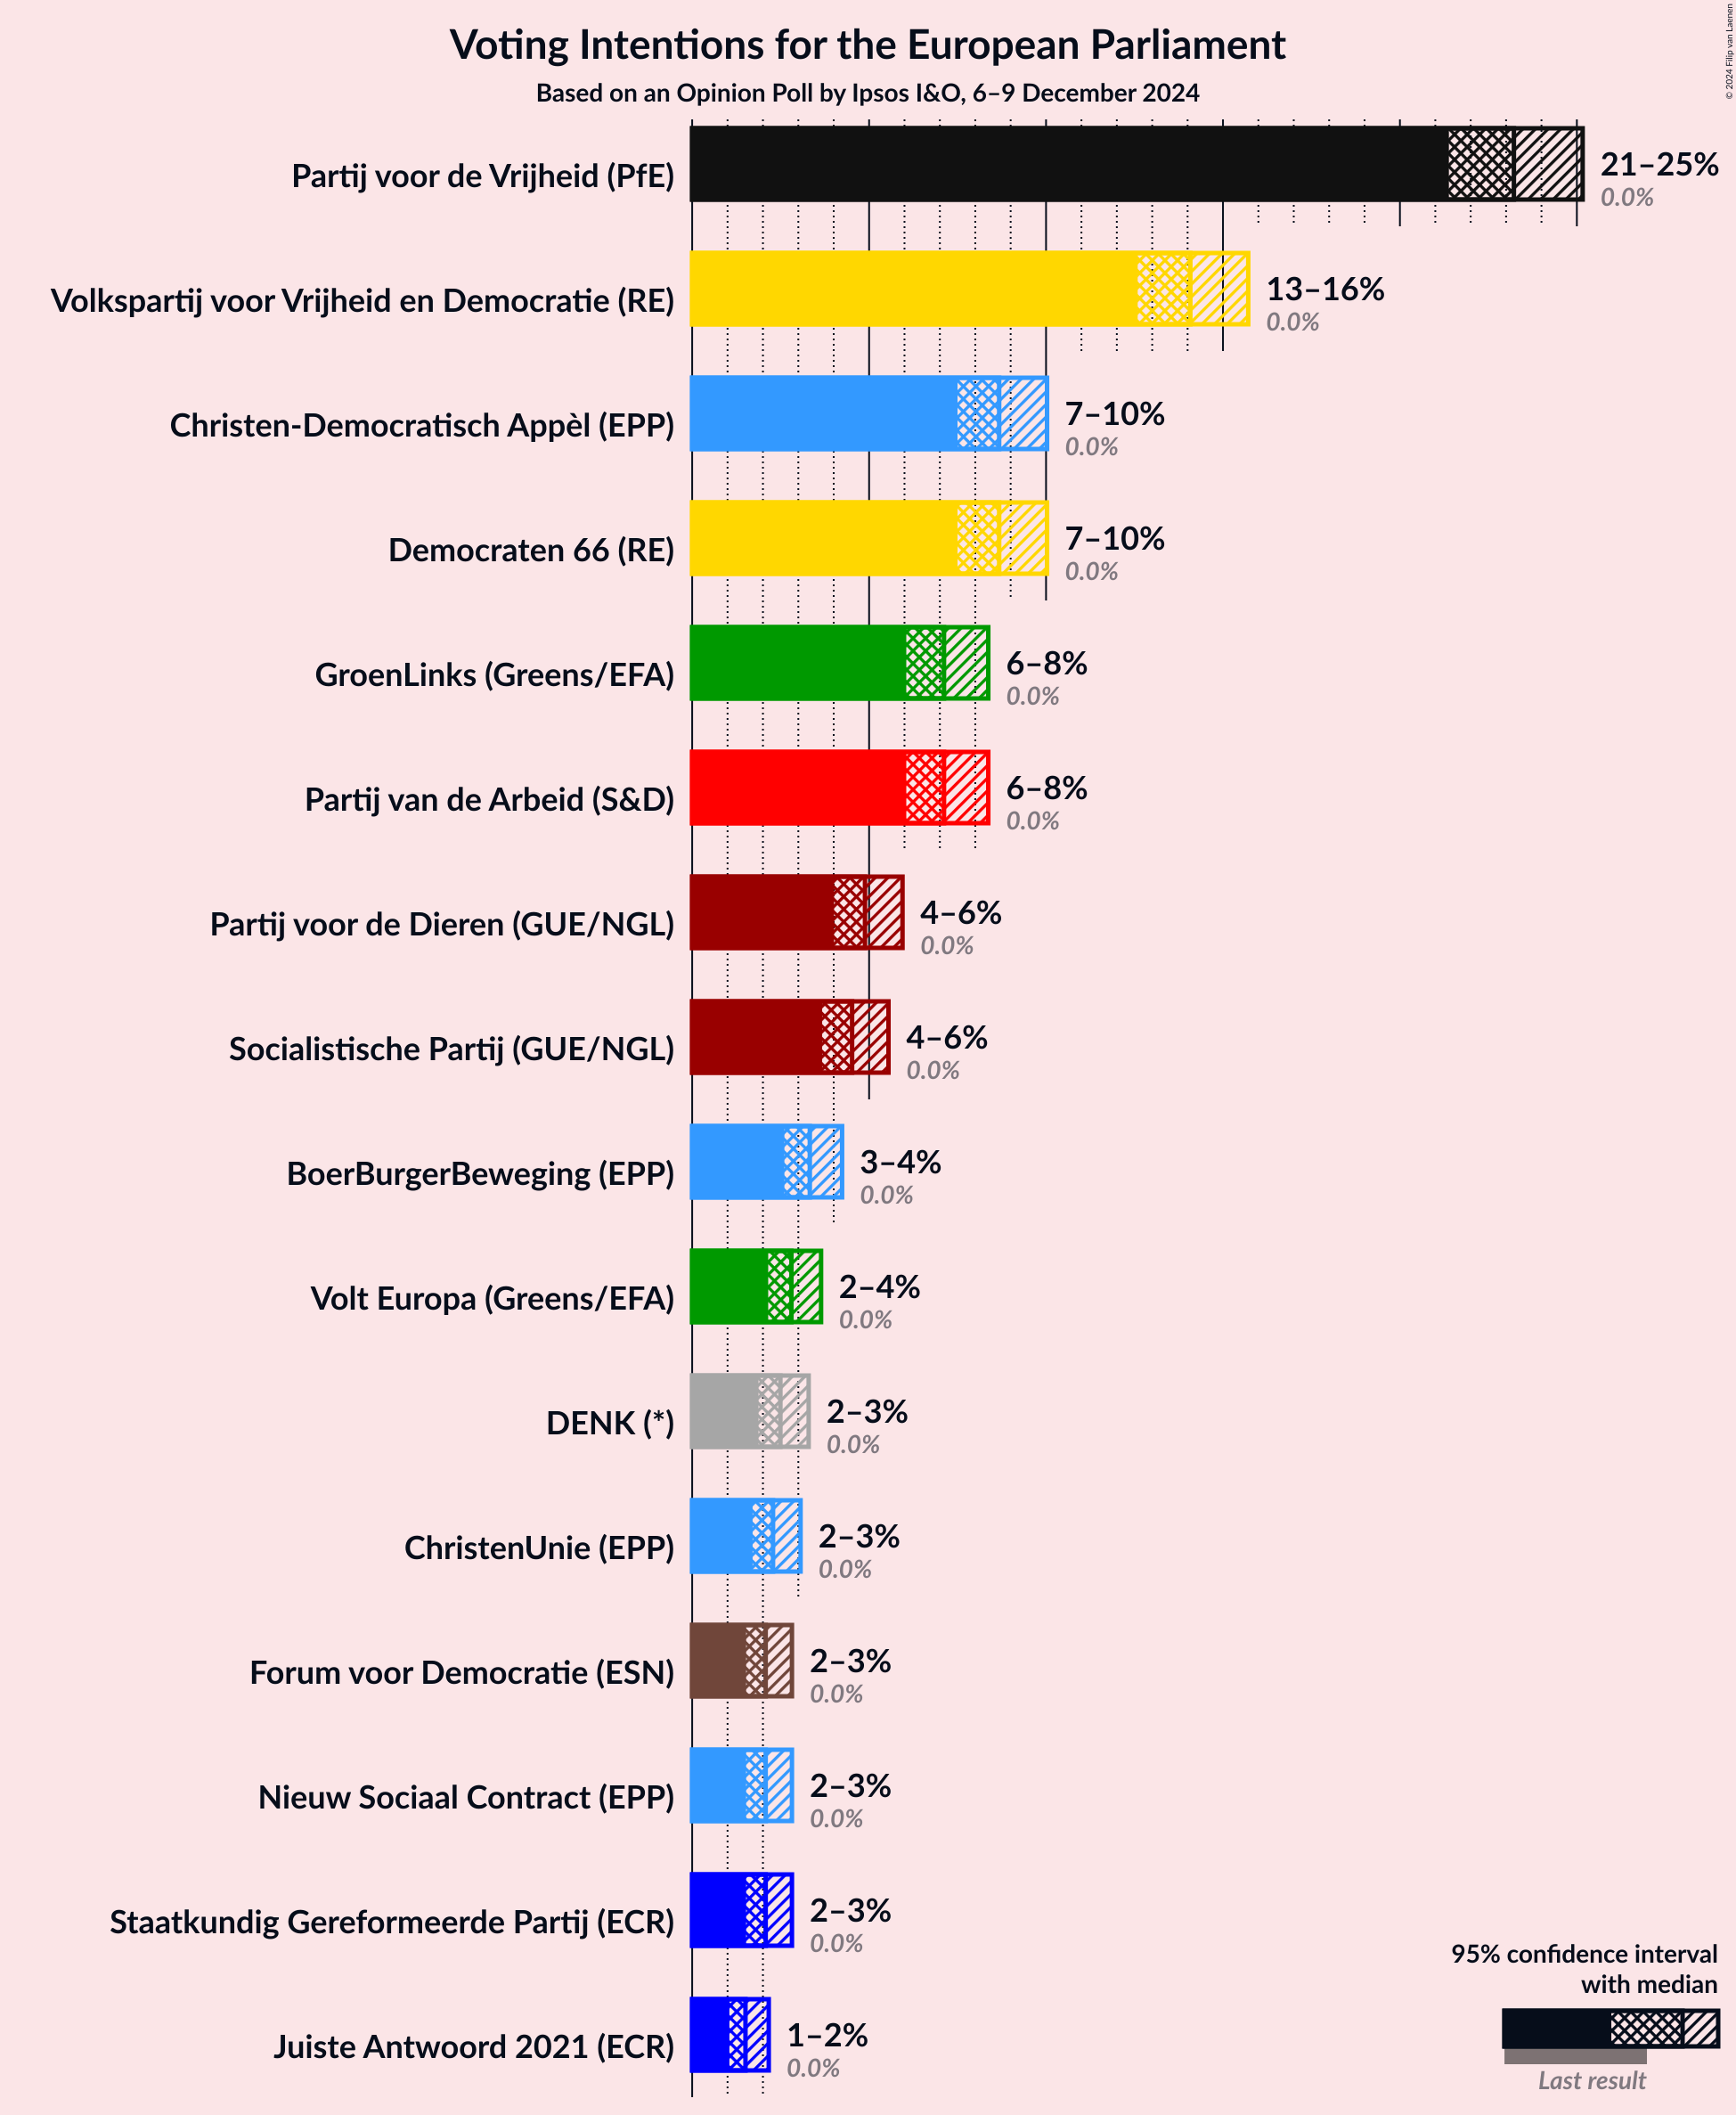 Voting Intentions for the European Parliament
Based on an Opinion Poll by Ipsos I&O, 6–9 December 2024
© 2024 Filip van Laenen
Partij voor de Vrijheid (PfE)
21–25%
0.0%
Volkspartij voor Vrijheid en Democratie (RE)
13–16%
0.0%
Christen-Democratisch Appèl (EPP)
7–10%
0.0%
Democraten 66 (RE)
7–10%
0.0%
GroenLinks (Greens/EFA)
6–8%
0.0%
Partij van de Arbeid (S&D)
6–8%
0.0%
Partij voor de Dieren (GUE/NGL)
4–6%
0.0%
Socialistische Partij (GUE/NGL)
4–6%
0.0%
BoerBurgerBeweging (EPP)
3–4%
0.0%
Volt Europa (Greens/EFA)
2–4%
0.0%
DENK (*)
2–3%
0.0%
ChristenUnie (EPP)
2–3%
0.0%
Forum voor Democratie (ESN)
2–3%
0.0%
Nieuw Sociaal Contract (EPP)
2–3%
0.0%
Staatkundig Gereformeerde Partij (ECR)
2–3%
0.0%
Juiste Antwoord 2021 (ECR)
1–2%
0.0%
95% confidence interval
with median
Last result